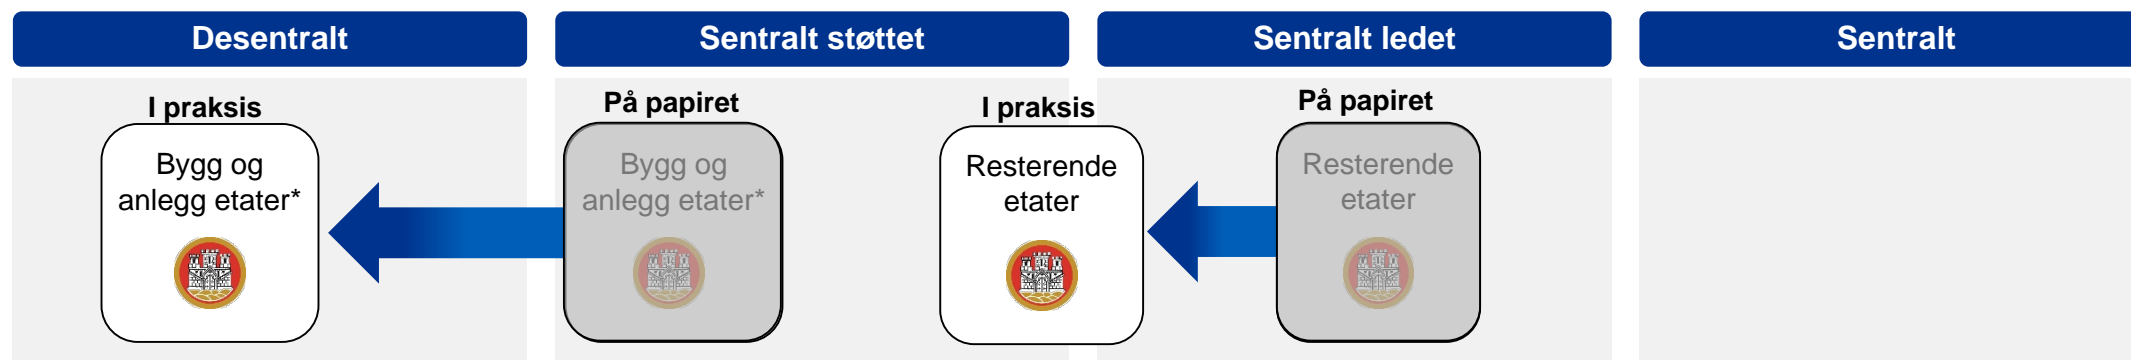 Desentralt
Sentralt støttet
Sentralt ledet
Sentralt
I praksis
Bygg og
anlegg etater*
På papiret
Bygg og
anlegg etater*
I praksis
Resterende
etater
På papiret
Resterende
etater